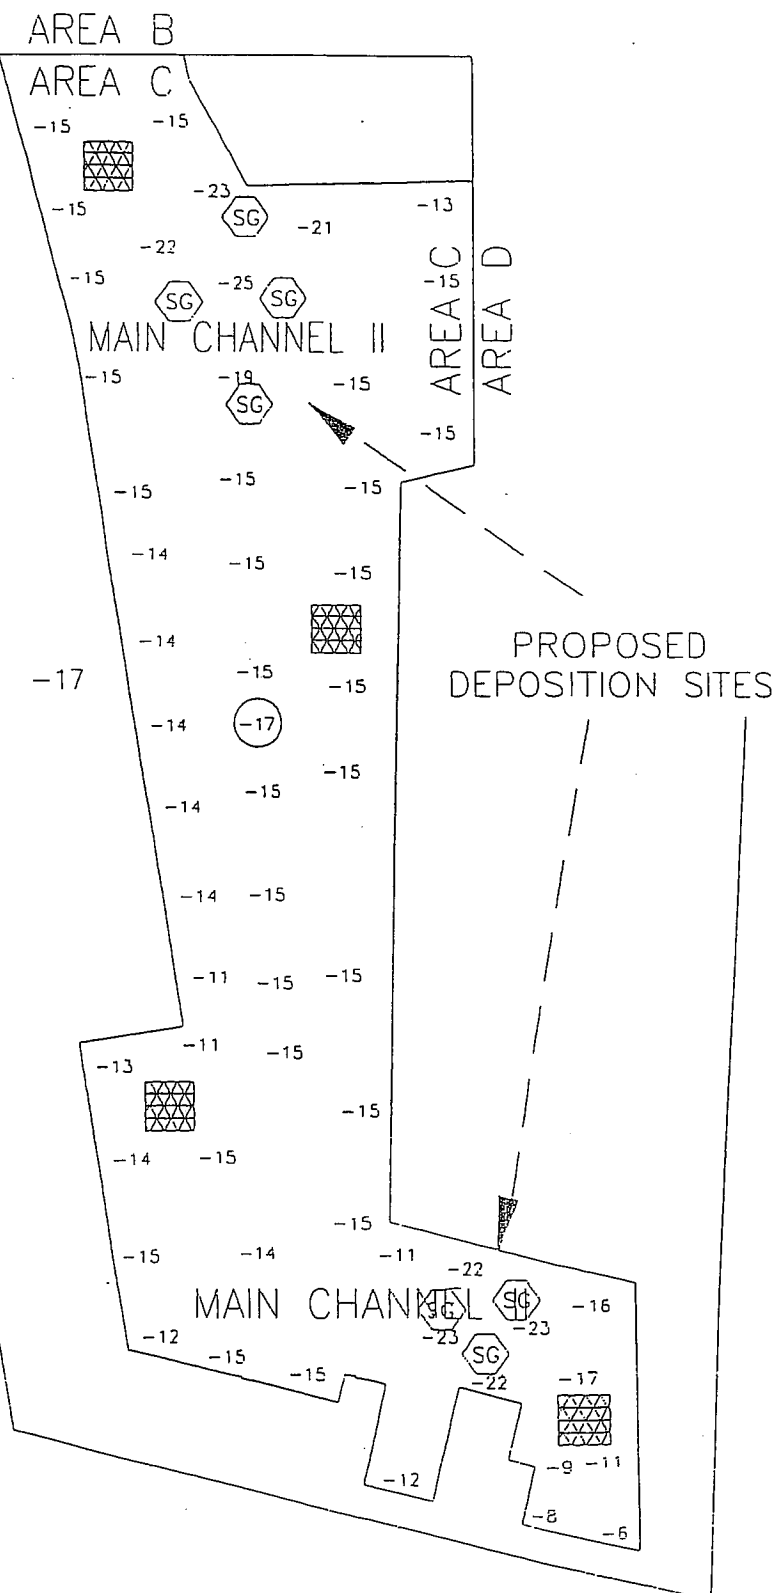 AREA B
AREA C
-15 -15
-23
-15 SG -13
-21
-22
-15 -25 -15
SG SG
MAIN CHANNEL II
AREA C
AREA D
-15 -19 -15
SG
-15
-15 -15 -15
-14 -15 -15
-14
PROPOSED
DEPOSITION SITES
-17 -15 -15
-14 -17
-15
-14 -15
-14 -15
-11 -15 -15
-11 -15
-13
-15
-14 -15
-15
-15 -14 -11
-22
MAIN CHANNEL II
SG SG -16
-12 -23 -23
-15 SG
-15 -22 -17
-9 -11
-12
-8
-6